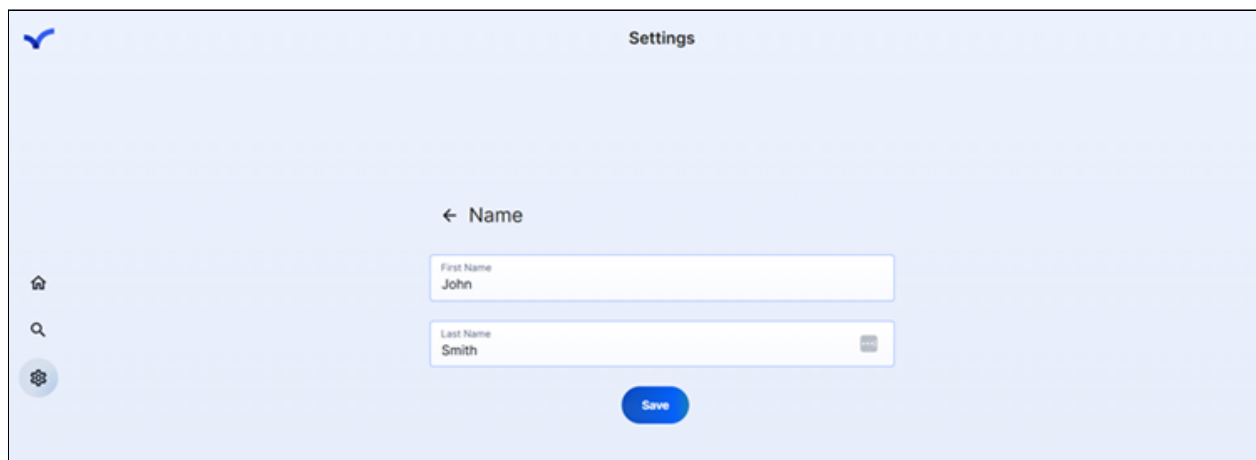 Settings
Name
First Name
John
Last Name
Smith
Save